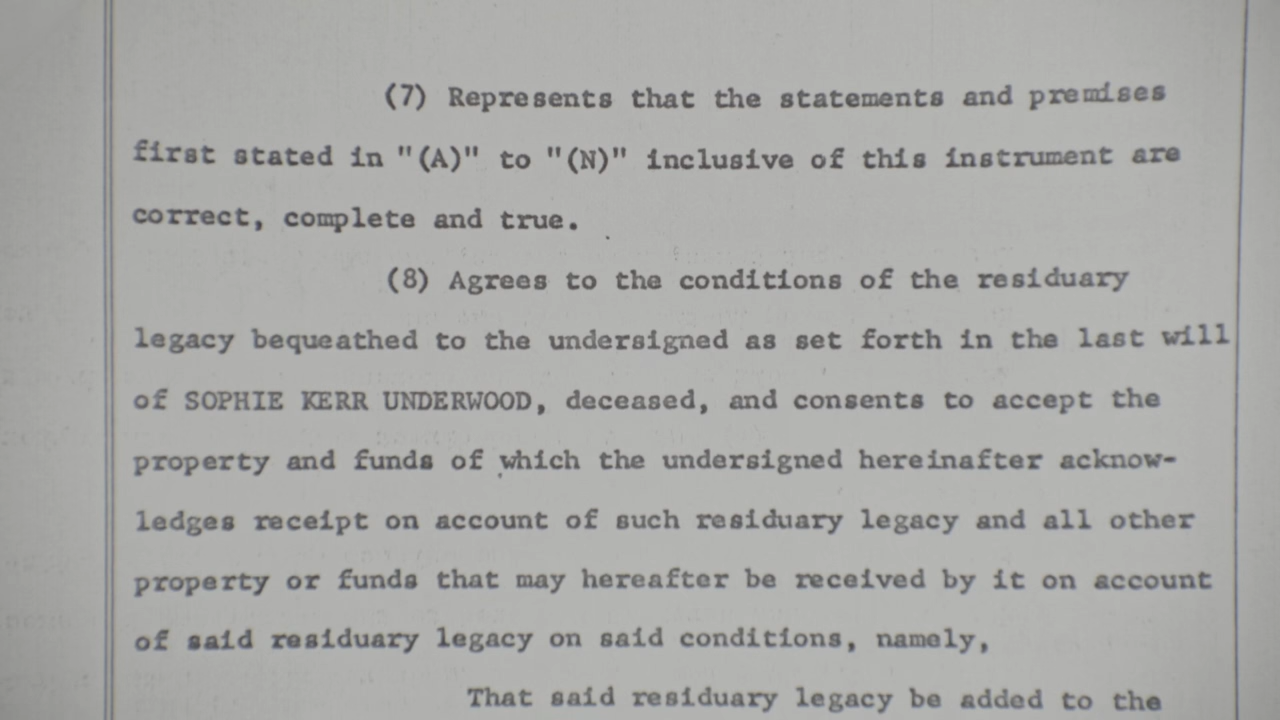 (7) Represents that the statements and premises
first stated in "(A)" to "(N)" inclusive of this instrument are
correct, complete and true.
(8) Agrees to the conditions of the residuary
legacy bequeathed to the undersigned as set forth in the last will
of SOPHIE KERR UNDERWOOD, deceased, and consents to accept the
property and funds of which the undersigned hereinafter acknow-
ledges receipt on account of such residuary legacy and all other
property or funds that may hereafter be received by it on account
of said residuary legacy on said conditions, namely,
That said residuary legacy be added to the